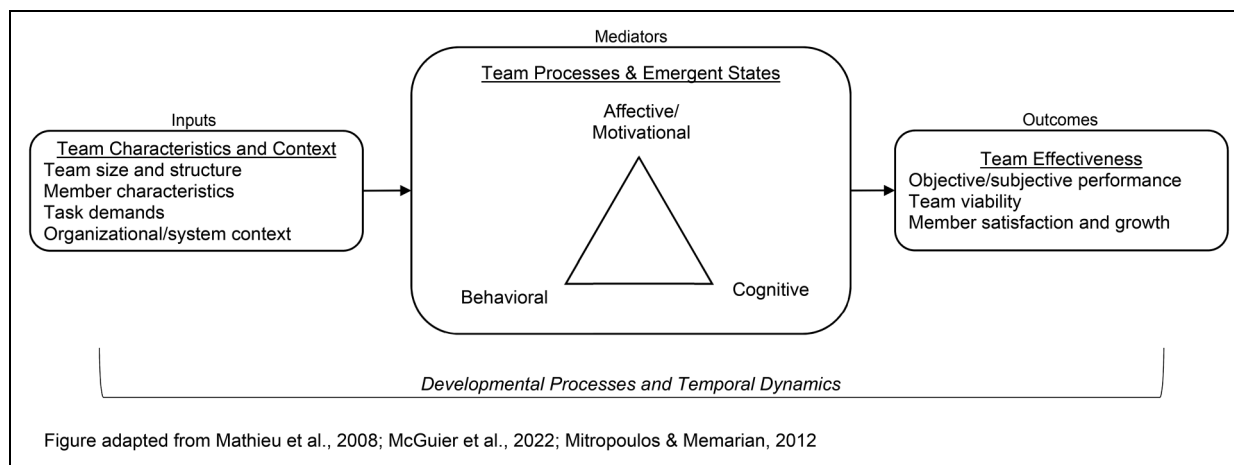 Mediators
Team Processes & Emergent States
Affective/
Motivational
Behavioral
Cognitive
Inputs
Team Characteristics and Context
Team size and structure
Member characteristics
Task demands
Organizational/system context
Outcomes
Team Effectiveness
Objective/subjective performance
Team viability
Member satisfaction and growth
Developmental Processes and Temporal Dynamics
Figure adapted from Mathieu et al., 2008; McGuier et al., 2022; Mitropoulos & Memarian, 2012